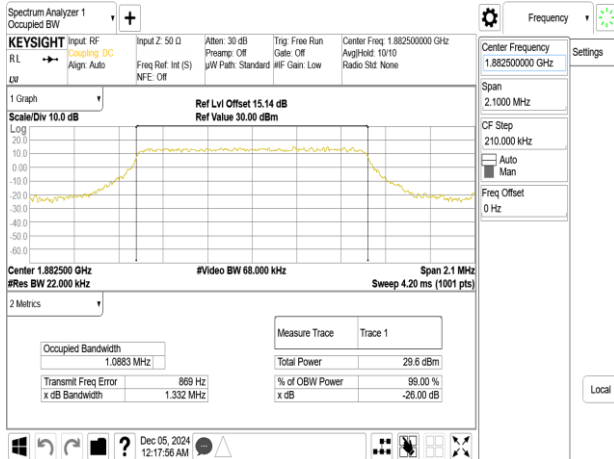 Spectrum Analyzer 1
Occupied BW
+
Frequency
KEYSIGHT
RL
Input: RF
Coupling: DC
Align: Auto
Input Z: 50 Ω
Freq Ref: Int (S)
NFE: Off
Atten: 30 dB
Preamp: Off
µW Path: Standard
Trig: Free Run
Gate: Off
#IF Gain: Low
Center Freq: 1.882500000 GHz
Avg|Hold: 10/10
Radio Std: None
Center Frequency
1.882500000 GHz
Settings
Span
2.1000 MHz
CF Step
210.000 kHz
Auto
Man
Freq Offset
0 Hz
Local
1 Graph
Scale/Div 10.0 dB
Ref Lvl Offset 15.14 dB
Ref Value 30.00 dBm
Log
20.0
10.0
0.00
-10.0
-20.0
-30.0
-40.0
-50.0
-60.0
Center 1.882500 GHz
#Video BW 68.000 kHz
Span 2.1 MHz
#Res BW 22.000 kHz
Sweep 4.20 ms (1001 pts)
2 Metrics
Measure Trace Trace 1
Occupied Bandwidth
1.0883 MHz
Total Power 29.6 dBm
Transmit Freq Error 869 Hz
% of OBW Power 99.00 %
x dB Bandwidth 1.332 MHz
x dB -26.00 dB
?
Dec 05, 2024
12:17:56 AM